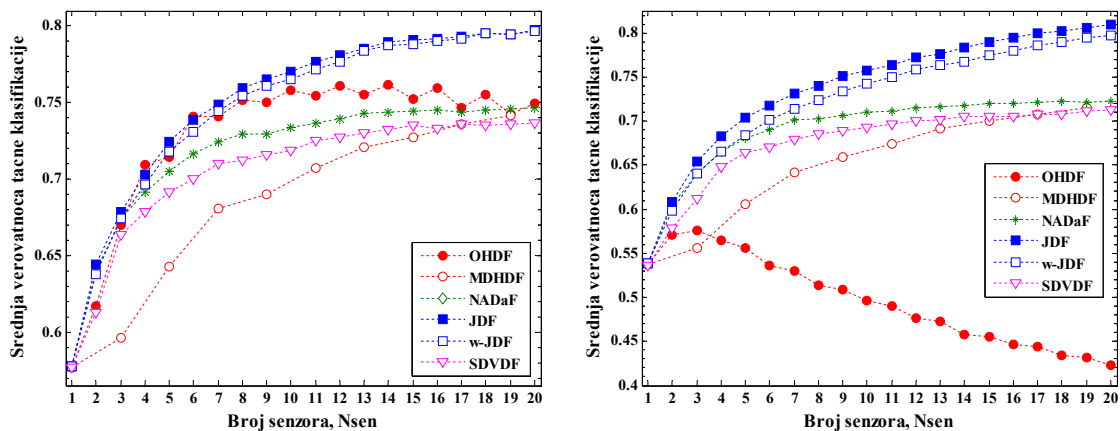 Srednja verovatnoca tacne klasifikacije
0.8
0.75
0.7
0.65
0.6
OHDF
MDHDF
NADaF
JDF
w-JDF
SDVDF
1 2 3 4 5 6 7 8 9 10 11 12 13 14 15 16 17 18 19 20
Broj senzora, Nsen
Srednja verovatnoca tacne klasifikacije
0.8
0.75
0.7
0.65
0.6
0.55
0.5
0.45
0.4
OHDF
MDHDF
NADaF
JDF
w-JDF
SDVDF
1 2 3 4 5 6 7 8 9 10 11 12 13 14 15 16 17 18 19 20
Broj senzora, Nsen